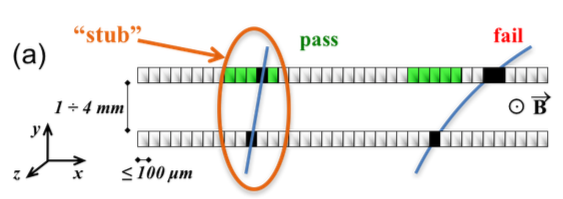 (a)
“stub”
pass
fail
1 ÷ 4 mm
B
y
z
x
≤ 100 μm